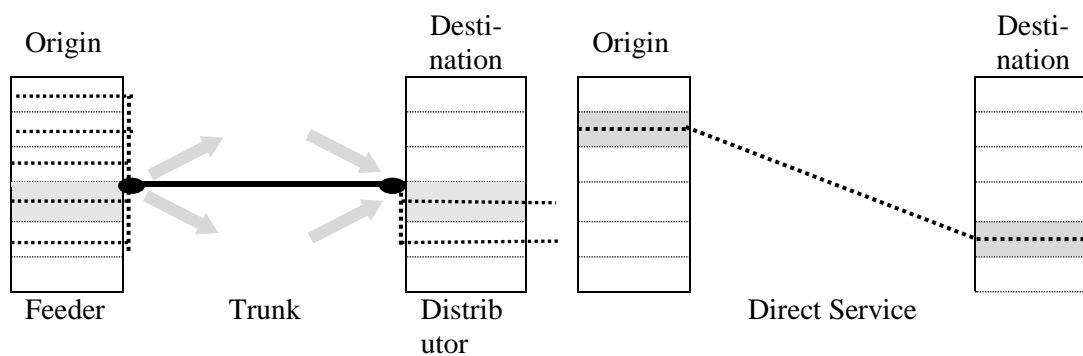 Origin
Desti-
nation
Origin
Desti-
nation
Feeder
Trunk
Distrib
utor
Direct Service